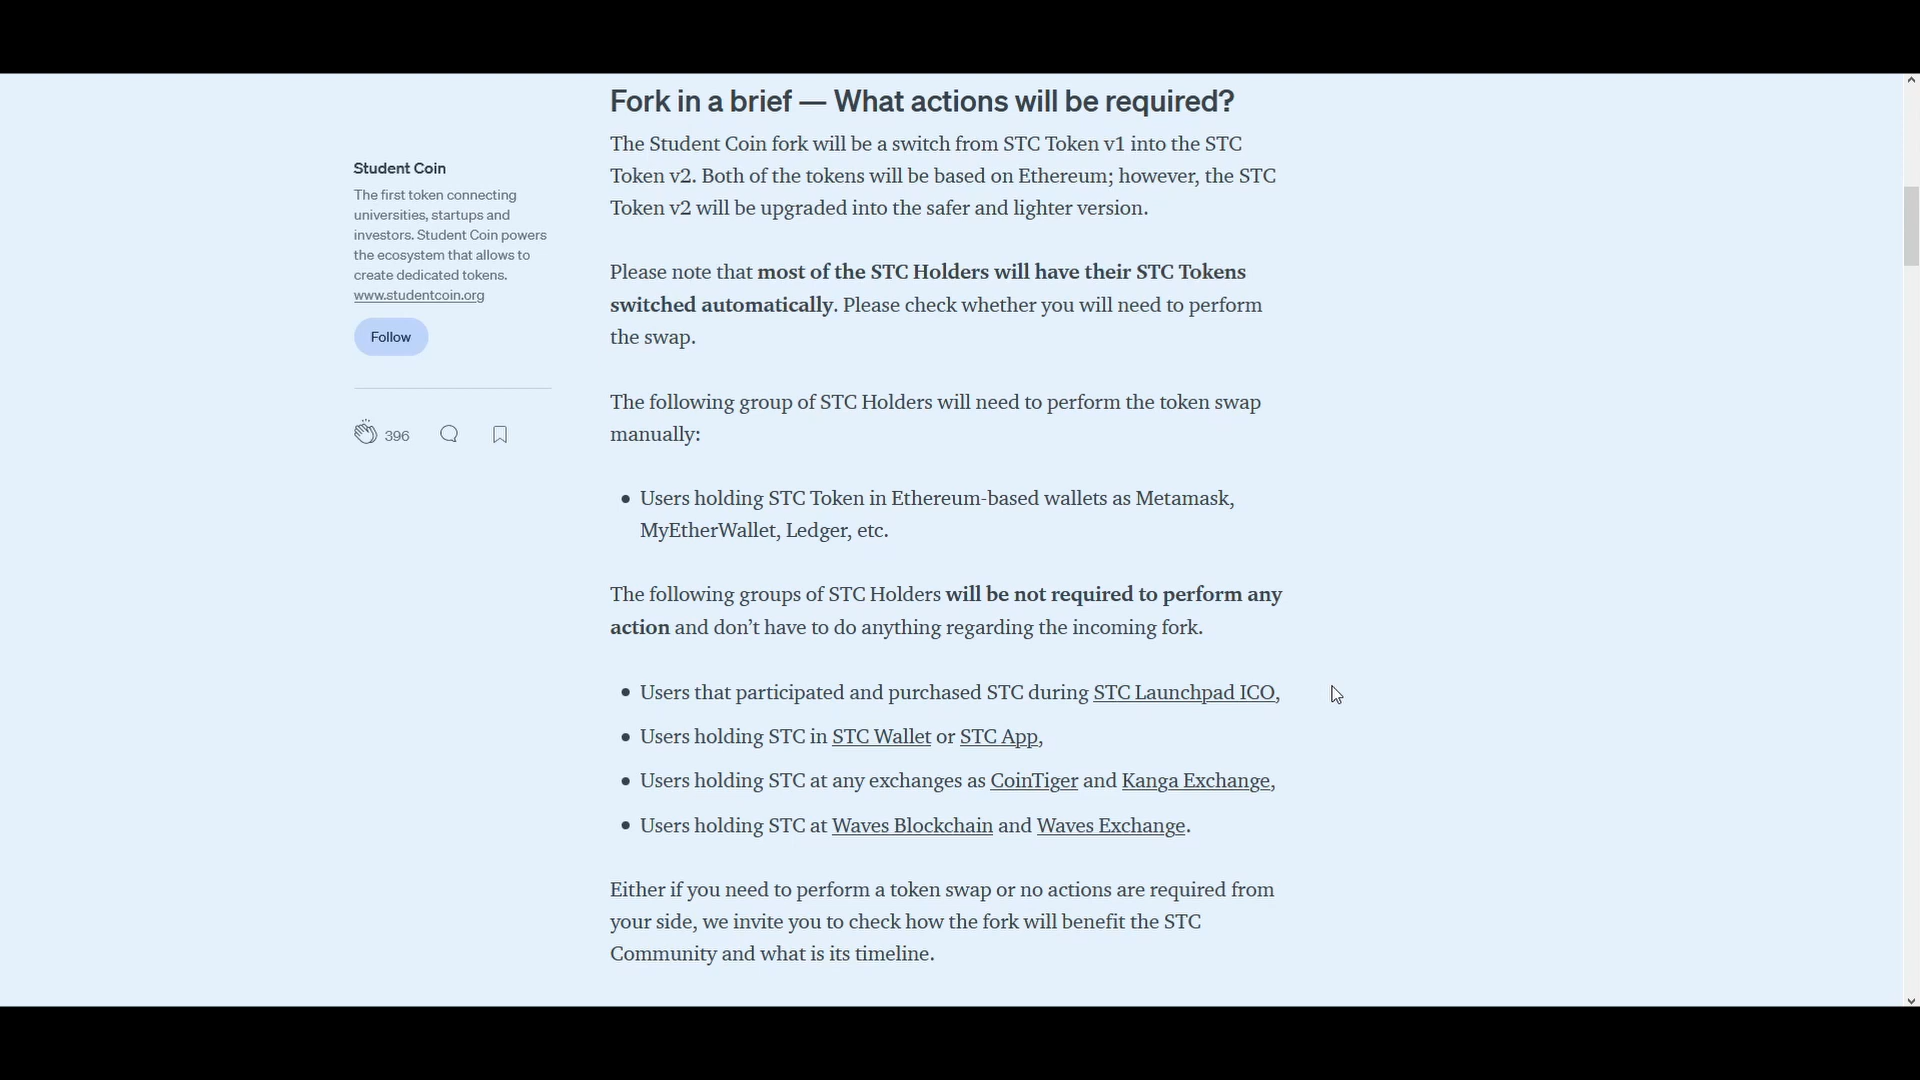 Fork in a brief — What actions will be required?
The Student Coin fork will be a switch from STC Token v1 into the STC
Token v2. Both of the tokens will be based on Ethereum; however, the STC
Token v2 will be upgraded into the safer and lighter version.
Please note that most of the STC Holders will have their STC Tokens
switched automatically. Please check whether you will need to perform
the swap.
The following group of STC Holders will need to perform the token swap
manually:
• Users holding STC Token in Ethereum-based wallets as Metamask,
MyEtherWallet, Ledger, etc.
The following groups of STC Holders will be not required to perform any
action and don’t have to do anything regarding the incoming fork.
• Users that participated and purchased STC during STC Launchpad ICO,
• Users holding STC in STC Wallet or STC App,
• Users holding STC at any exchanges as CoinTiger and Kanga Exchange,
• Users holding STC at Waves Blockchain and Waves Exchange.
Either if you need to perform a token swap or no actions are required from
your side, we invite you to check how the fork will benefit the STC
Community and what is its timeline.
Student Coin
The first token connecting
universities, startups and
investors. Student Coin powers
the ecosystem that allows to
create dedicated tokens.
www.studentcoin.org
Follow
396